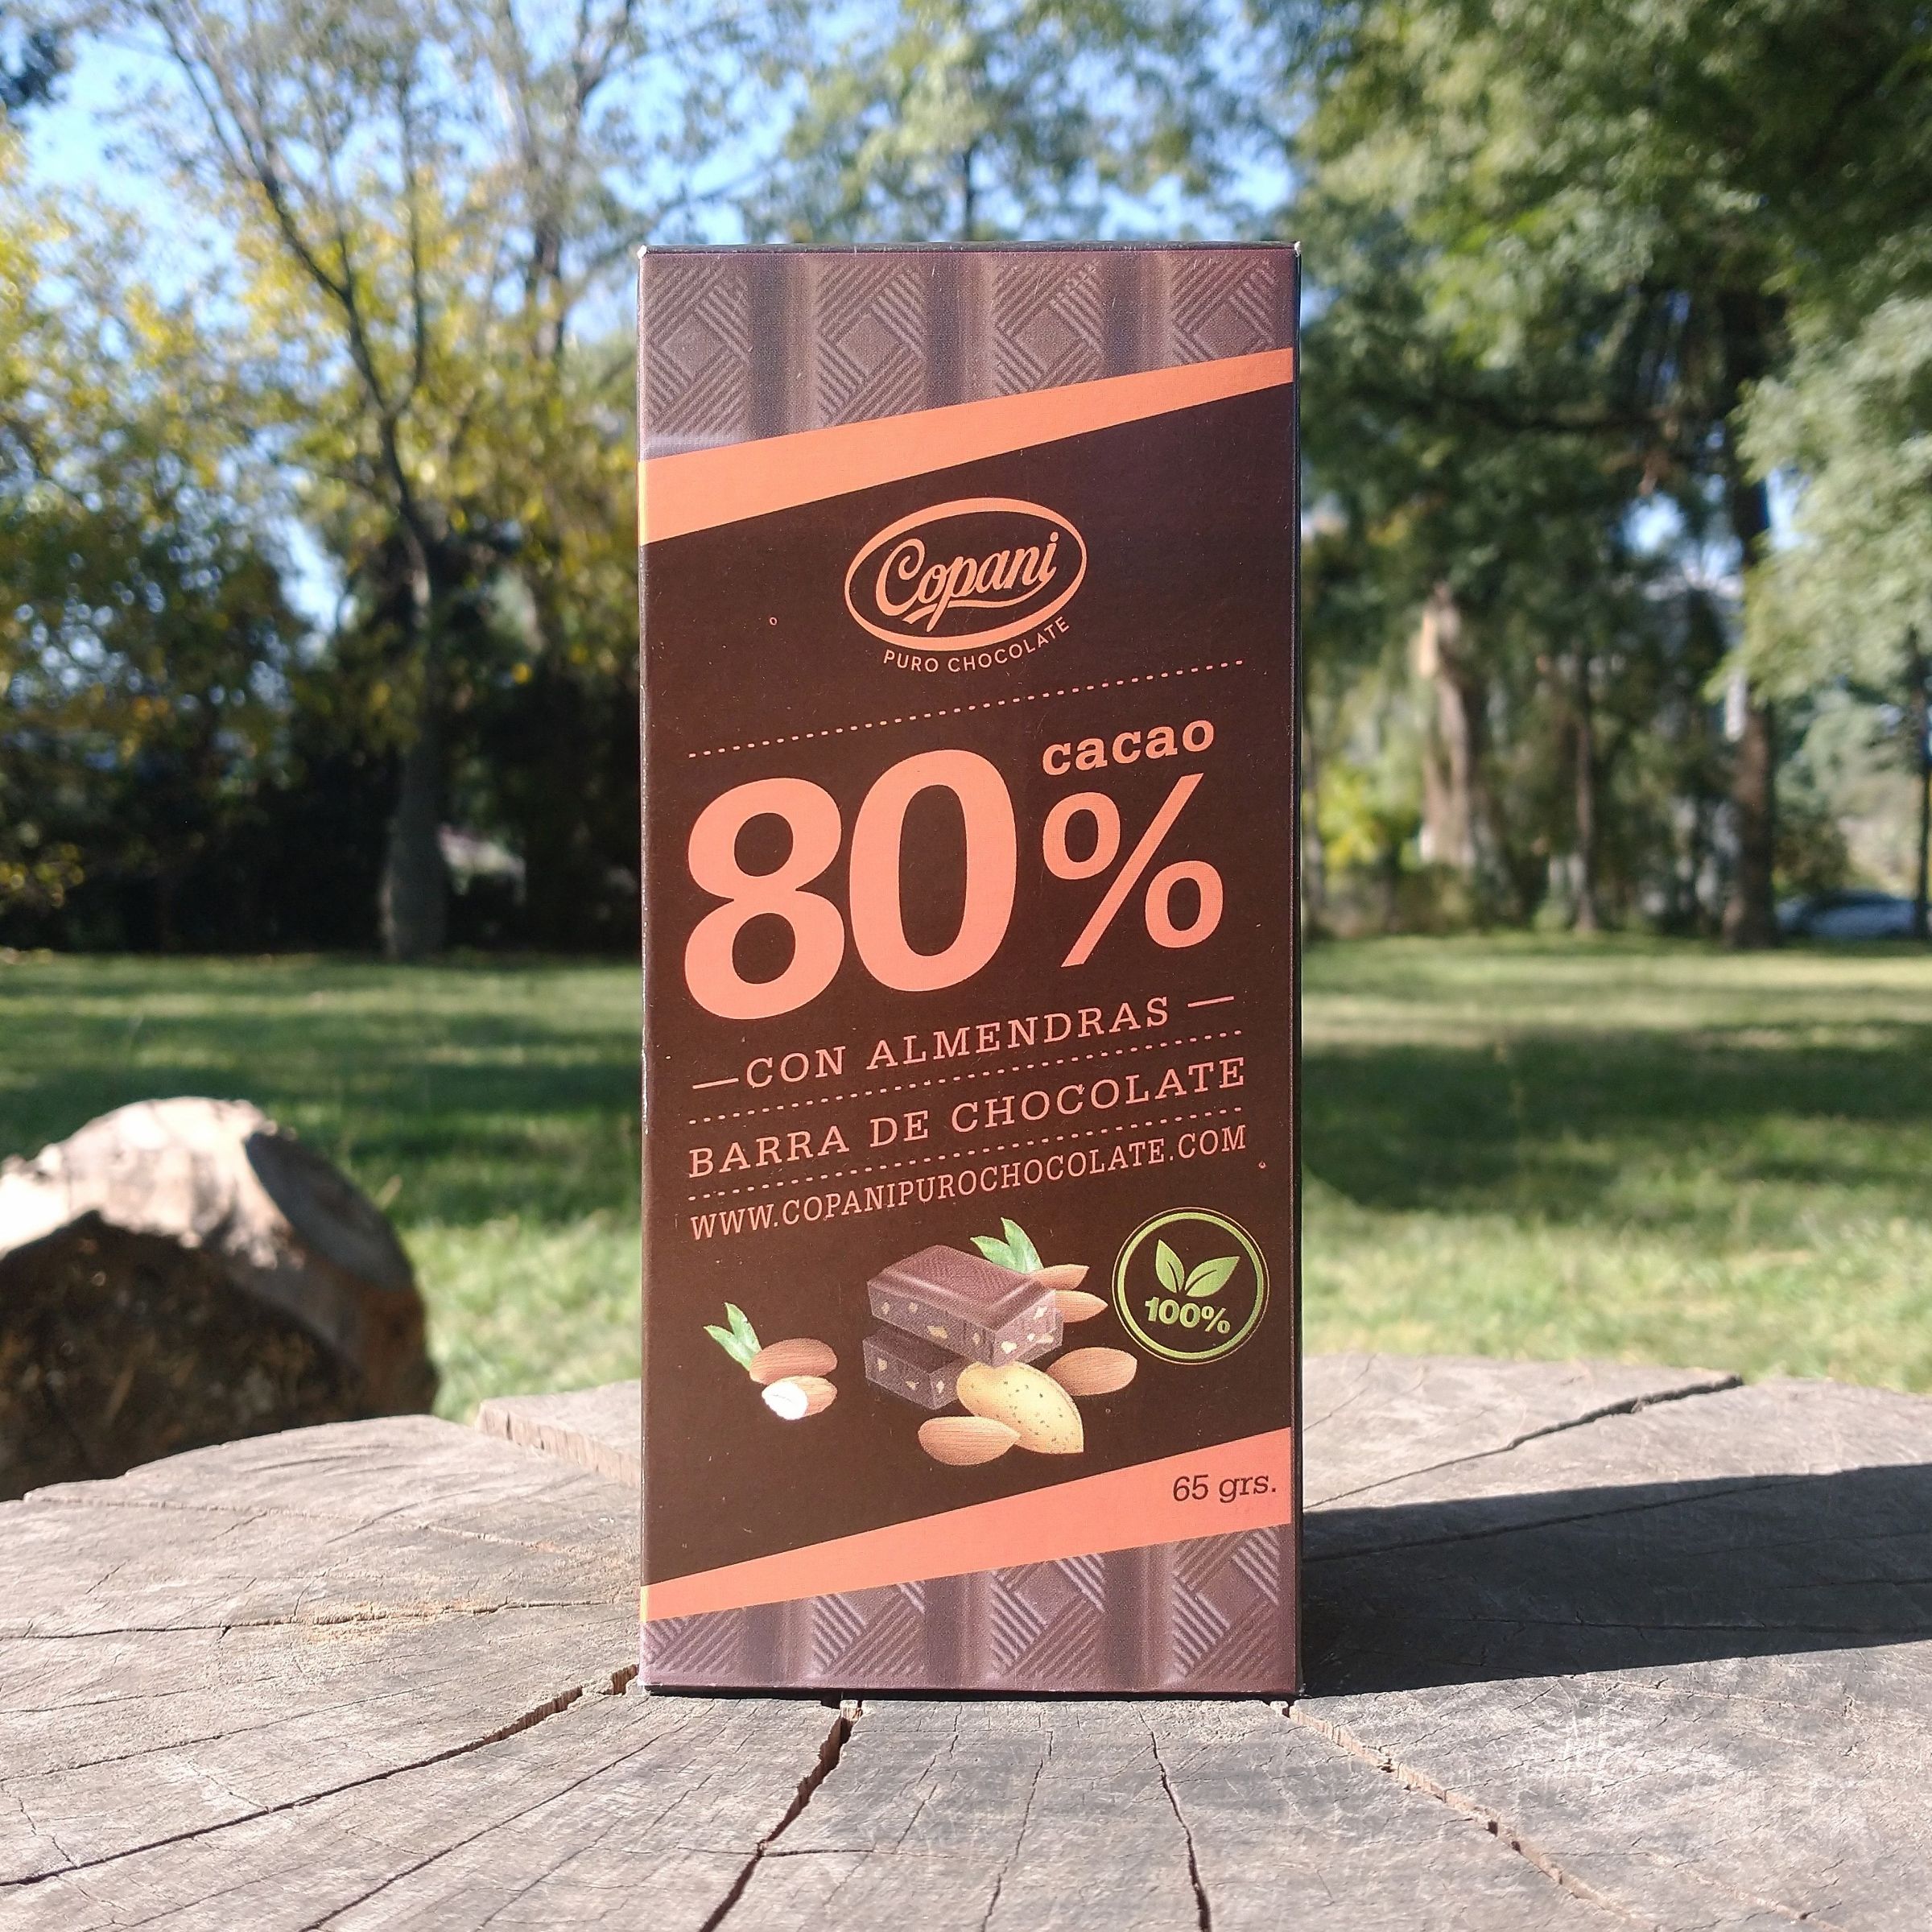 Copani
PURO CHOCOLATE
80% cacao
—CON ALMENDRAS—
BARRA DE CHOCOLATE
WWW.COPANIPUROCHOCOLATE.COM
100%
65 grs.